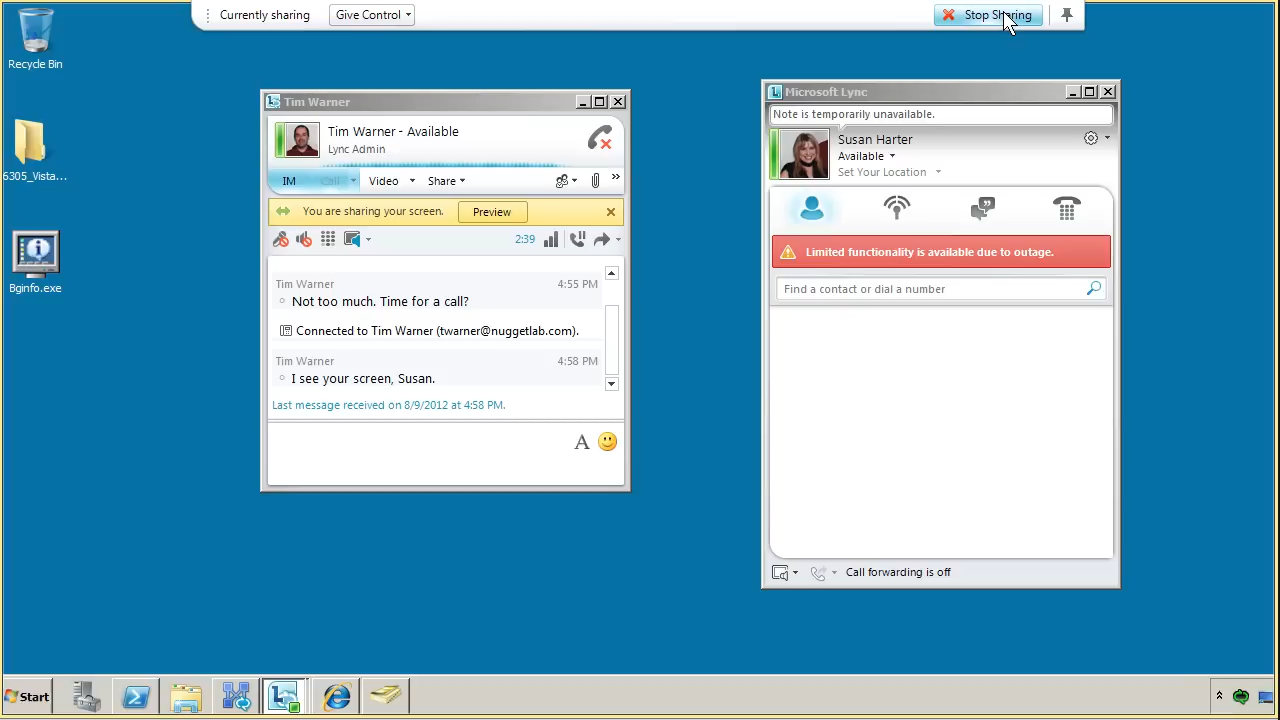 Currently sharing
Give Control
Stop Sharing
Recycle Bin
6305_Vista...
Bginfo.exe
Tim Warner
Tim Warner - Available
Lync Admin
IM
Call
Video
Share
You are sharing your screen.
Preview
2:39
Tim Warner 4:55 PM
Not too much. Time for a call?
Connected to Tim Warner (twarner@nuggetlab.com).
Tim Warner 4:58 PM
I see your screen, Susan.
Last message received on 8/9/2012 at 4:58 PM.
A
Microsoft Lync
Note is temporarily unavailable.
Susan Harter
Available
Set Your Location
Limited functionality is available due to outage.
Find a contact or dial a number
Call forwarding is off
Start